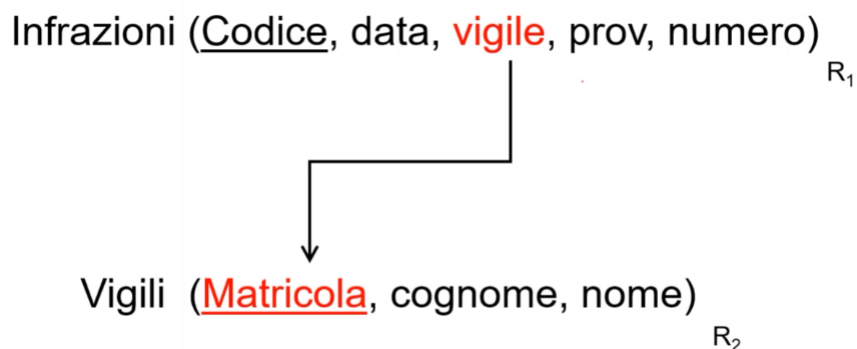 Infrazioni (Codice, data, vigile, prov, numero)
R₁
Vigili (Matricola, cognome, nome)
R₂